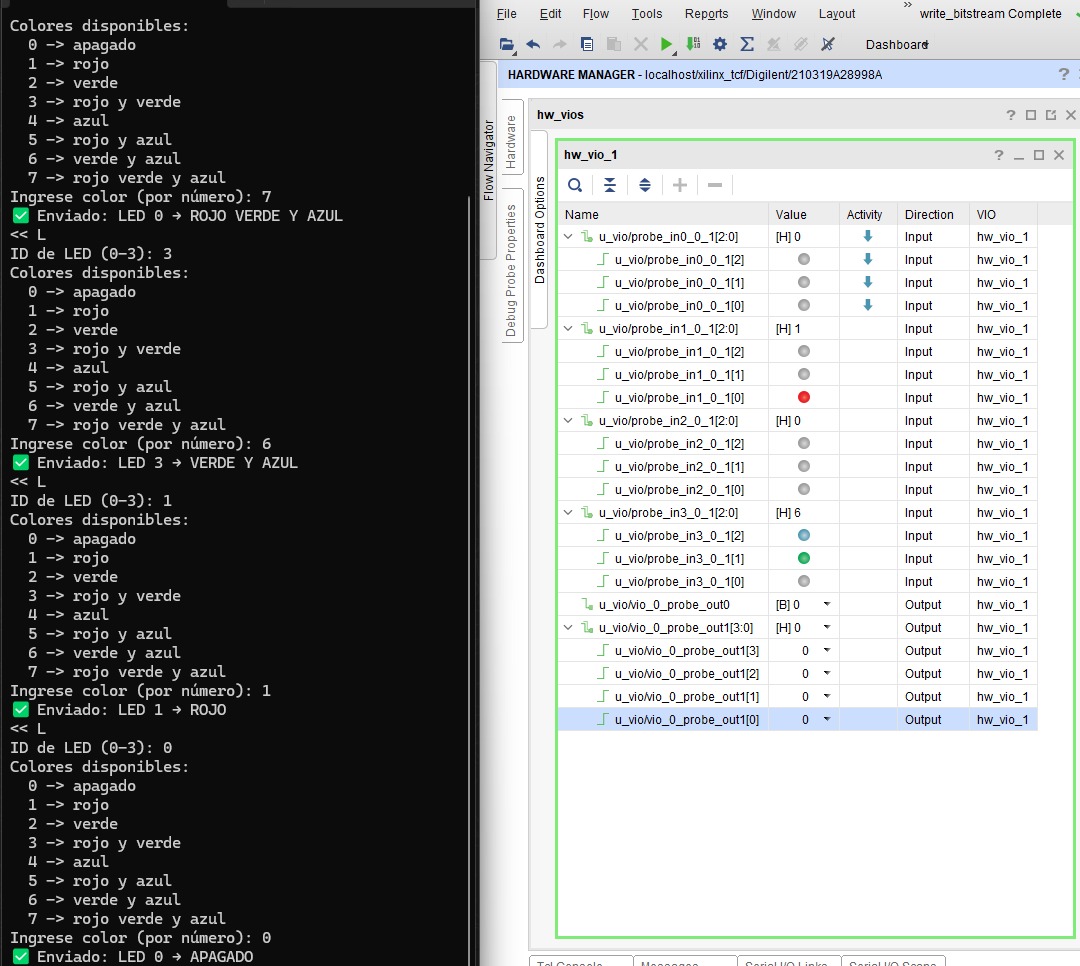 Colores disponibles:
0 -> apagado
1 -> rojo
2 -> verde
3 -> rojo y verde
4 -> azul
5 -> rojo y azul
6 -> verde y azul
7 -> rojo verde y azul
Ingrese color (por número): 7
✅ Enviado: LED 0 → ROJO VERDE Y AZUL
<< L
ID de LED (0-3): 3
Colores disponibles:
0 -> apagado
1 -> rojo
2 -> verde
3 -> rojo y verde
4 -> azul
5 -> rojo y azul
6 -> verde y azul
7 -> rojo verde y azul
Ingrese color (por número): 6
✅ Enviado: LED 3 → VERDE Y AZUL
<< L
ID de LED (0-3): 1
Colores disponibles:
0 -> apagado
1 -> rojo
2 -> verde
3 -> rojo y verde
4 -> azul
5 -> rojo y azul
6 -> verde y azul
7 -> rojo verde y azul
Ingrese color (por número): 1
✅ Enviado: LED 1 → ROJO
<< L
ID de LED (0-3): 0
Colores disponibles:
0 -> apagado
1 -> rojo
2 -> verde
3 -> rojo y verde
4 -> azul
5 -> rojo y azul
6 -> verde y azul
7 -> rojo verde y azul
Ingrese color (por número): 0
✅ Enviado: LED 0 → APAGADO
File Edit Flow Tools Reports Window Layout » write_bitstream Complete
Dashboard
HARDWARE MANAGER - localhost/xilinx_tcf/Digilent/210319A28998A ?
Flow Navigator
Hardware
Debug Probe Properties
Dashboard Options
hw_vios
hw_vio_1
Name Value Activity Direction VIO
u_vio/probe_in0_0_1[2:0] [H] 0 Input hw_vio_1
u_vio/probe_in0_0_1[2] Input hw_vio_1
u_vio/probe_in0_0_1[1] Input hw_vio_1
u_vio/probe_in0_0_1[0] Input hw_vio_1
u_vio/probe_in1_0_1[2:0] [H] 1 Input hw_vio_1
u_vio/probe_in1_0_1[2] Input hw_vio_1
u_vio/probe_in1_0_1[1] Input hw_vio_1
u_vio/probe_in1_0_1[0] Input hw_vio_1
u_vio/probe_in2_0_1[2:0] [H] 0 Input hw_vio_1
u_vio/probe_in2_0_1[2] Input hw_vio_1
u_vio/probe_in2_0_1[1] Input hw_vio_1
u_vio/probe_in2_0_1[0] Input hw_vio_1
u_vio/probe_in3_0_1[2:0] [H] 6 Input hw_vio_1
u_vio/probe_in3_0_1[2] Input hw_vio_1
u_vio/probe_in3_0_1[1] Input hw_vio_1
u_vio/probe_in3_0_1[0] Input hw_vio_1
u_vio/vio_0_probe_out0 [B] 0 Output hw_vio_1
u_vio/vio_0_probe_out1[3:0] [H] 0 Output hw_vio_1
u_vio/vio_0_probe_out1[3] 0 Output hw_vio_1
u_vio/vio_0_probe_out1[2] 0 Output hw_vio_1
u_vio/vio_0_probe_out1[1] 0 Output hw_vio_1
u_vio/vio_0_probe_out1[0] 0 Output hw_vio_1
Tcl Console Messages Serial I/O Links Serial I/O Scans